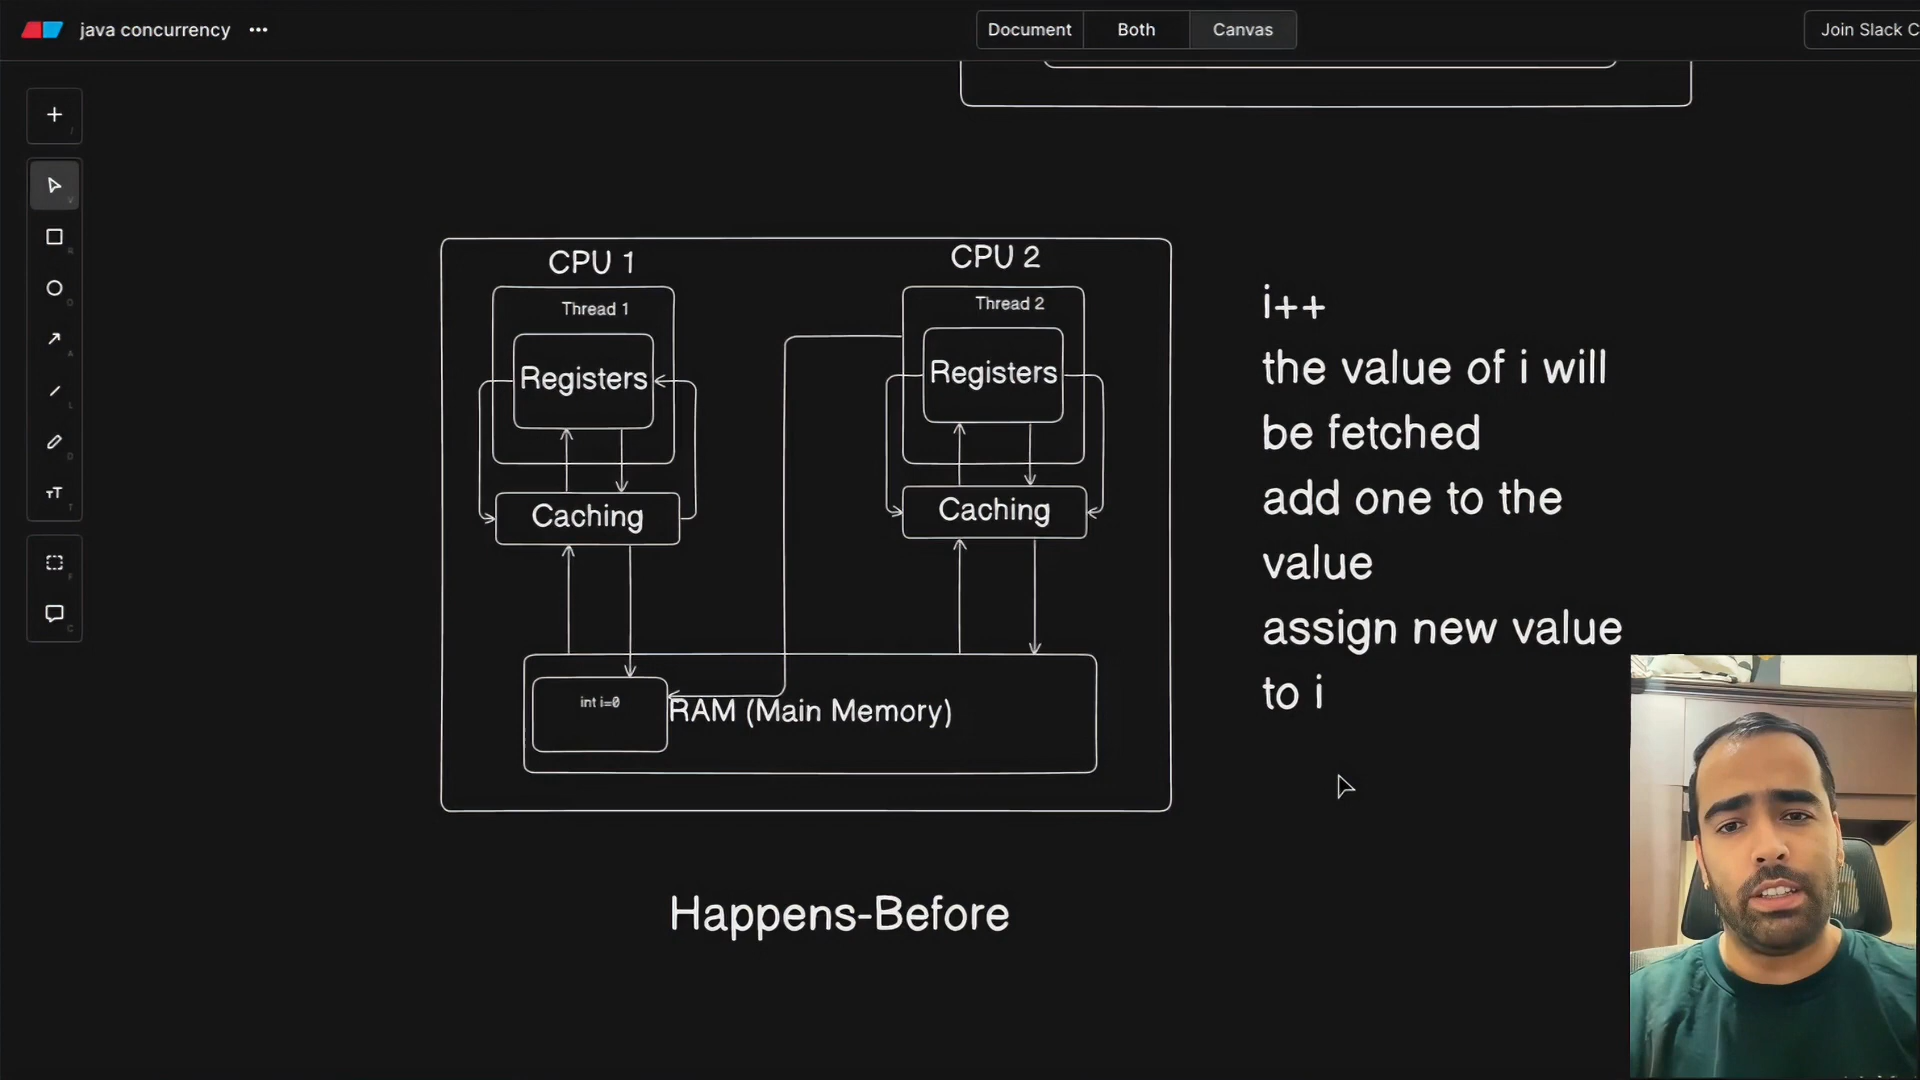 java concurrency ...
Document
Both
Canvas
Join Slack C
CPU 1
CPU 2
Thread 1
Thread 2
Registers
Registers
Caching
Caching
int i=0
RAM (Main Memory)
i++
the value of i will
be fetched
add one to the
value
assign new value
to i
Happens-Before